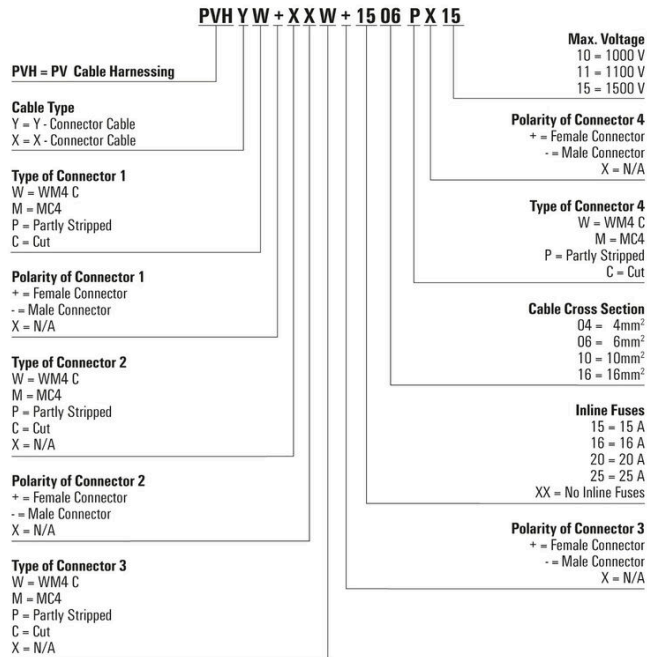 PVH Y W + X X W + 15 06 P X 15
PVH = PV Cable Harnessing
Cable Type
Y = Y - Connector Cable
X = X - Connector Cable
Type of Connector 1
W = WM4 C
M = MC4
P = Partly Stripped
C = Cut
Polarity of Connector 1
+ = Female Connector
- = Male Connector
X = N/A
Type of Connector 2
W = WM4 C
M = MC4
P = Partly Stripped
C = Cut
X = N/A
Polarity of Connector 2
+ = Female Connector
- = Male Connector
X = N/A
Type of Connector 3
W = WM4 C
M = MC4
P = Partly Stripped
C = Cut
X = N/A
Max. Voltage
10 = 1000 V
11 = 1100 V
15 = 1500 V
Polarity of Connector 4
+ = Female Connector
- = Male Connector
X = N/A
Type of Connector 4
W = WM4 C
M = MC4
P = Partly Stripped
C = Cut
Cable Cross Section
04 = 4mm²
06 = 6mm²
10 = 10mm²
16 = 16mm²
Inline Fuses
15 = 15 A
16 = 16 A
20 = 20 A
25 = 25 A
XX = No Inline Fuses
Polarity of Connector 3
+ = Female Connector
- = Male Connector
X = N/A